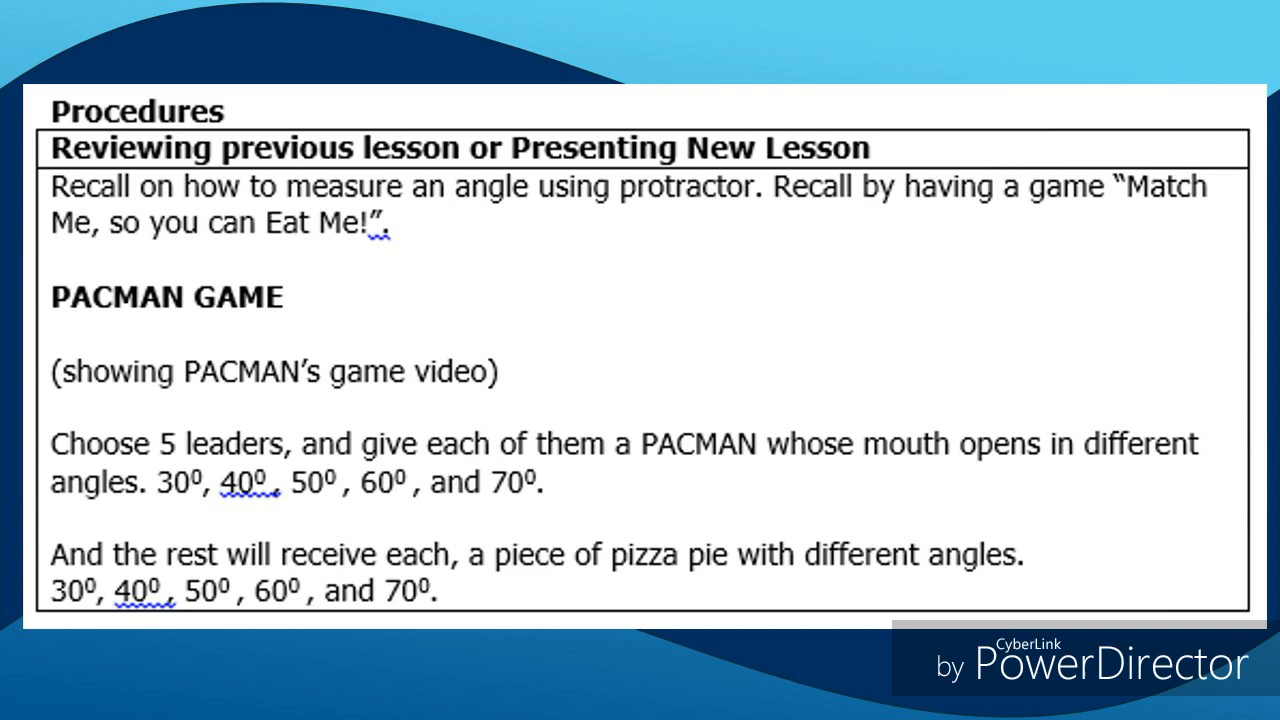 Procedures
Reviewing previous lesson or Presenting New Lesson
Recall on how to measure an angle using protractor. Recall by having a game “Match
Me, so you can Eat Me!”.
PACMAN GAME
(showing PACMAN’s game video)
Choose 5 leaders, and give each of them a PACMAN whose mouth opens in different
angles. 30⁰, 40⁰ , 50⁰ , 60⁰ , and 70⁰.
And the rest will receive each, a piece of pizza pie with different angles.
30⁰, 40⁰ , 50⁰ , 60⁰ , and 70⁰.
CyberLink
by PowerDirector